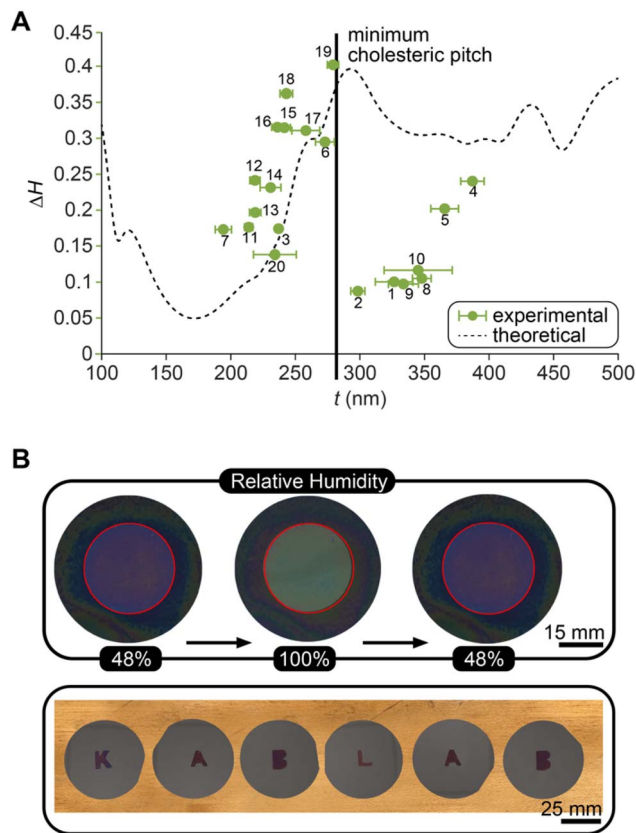 A
0.45
0.4
0.35
0.3
0.25
0.2
0.15
0.1
0.05
0
ΔH
19
minimum
cholesteric pitch
18
16 15 17
6
12
14
13
7 11 3
20
4
5
10
2 1 9 8
experimental
theoretical
100 200 250 300 350 400 450 500
t (nm)
B
Relative Humidity
15 mm
48% 100% 48%
K A B L A B
25 mm